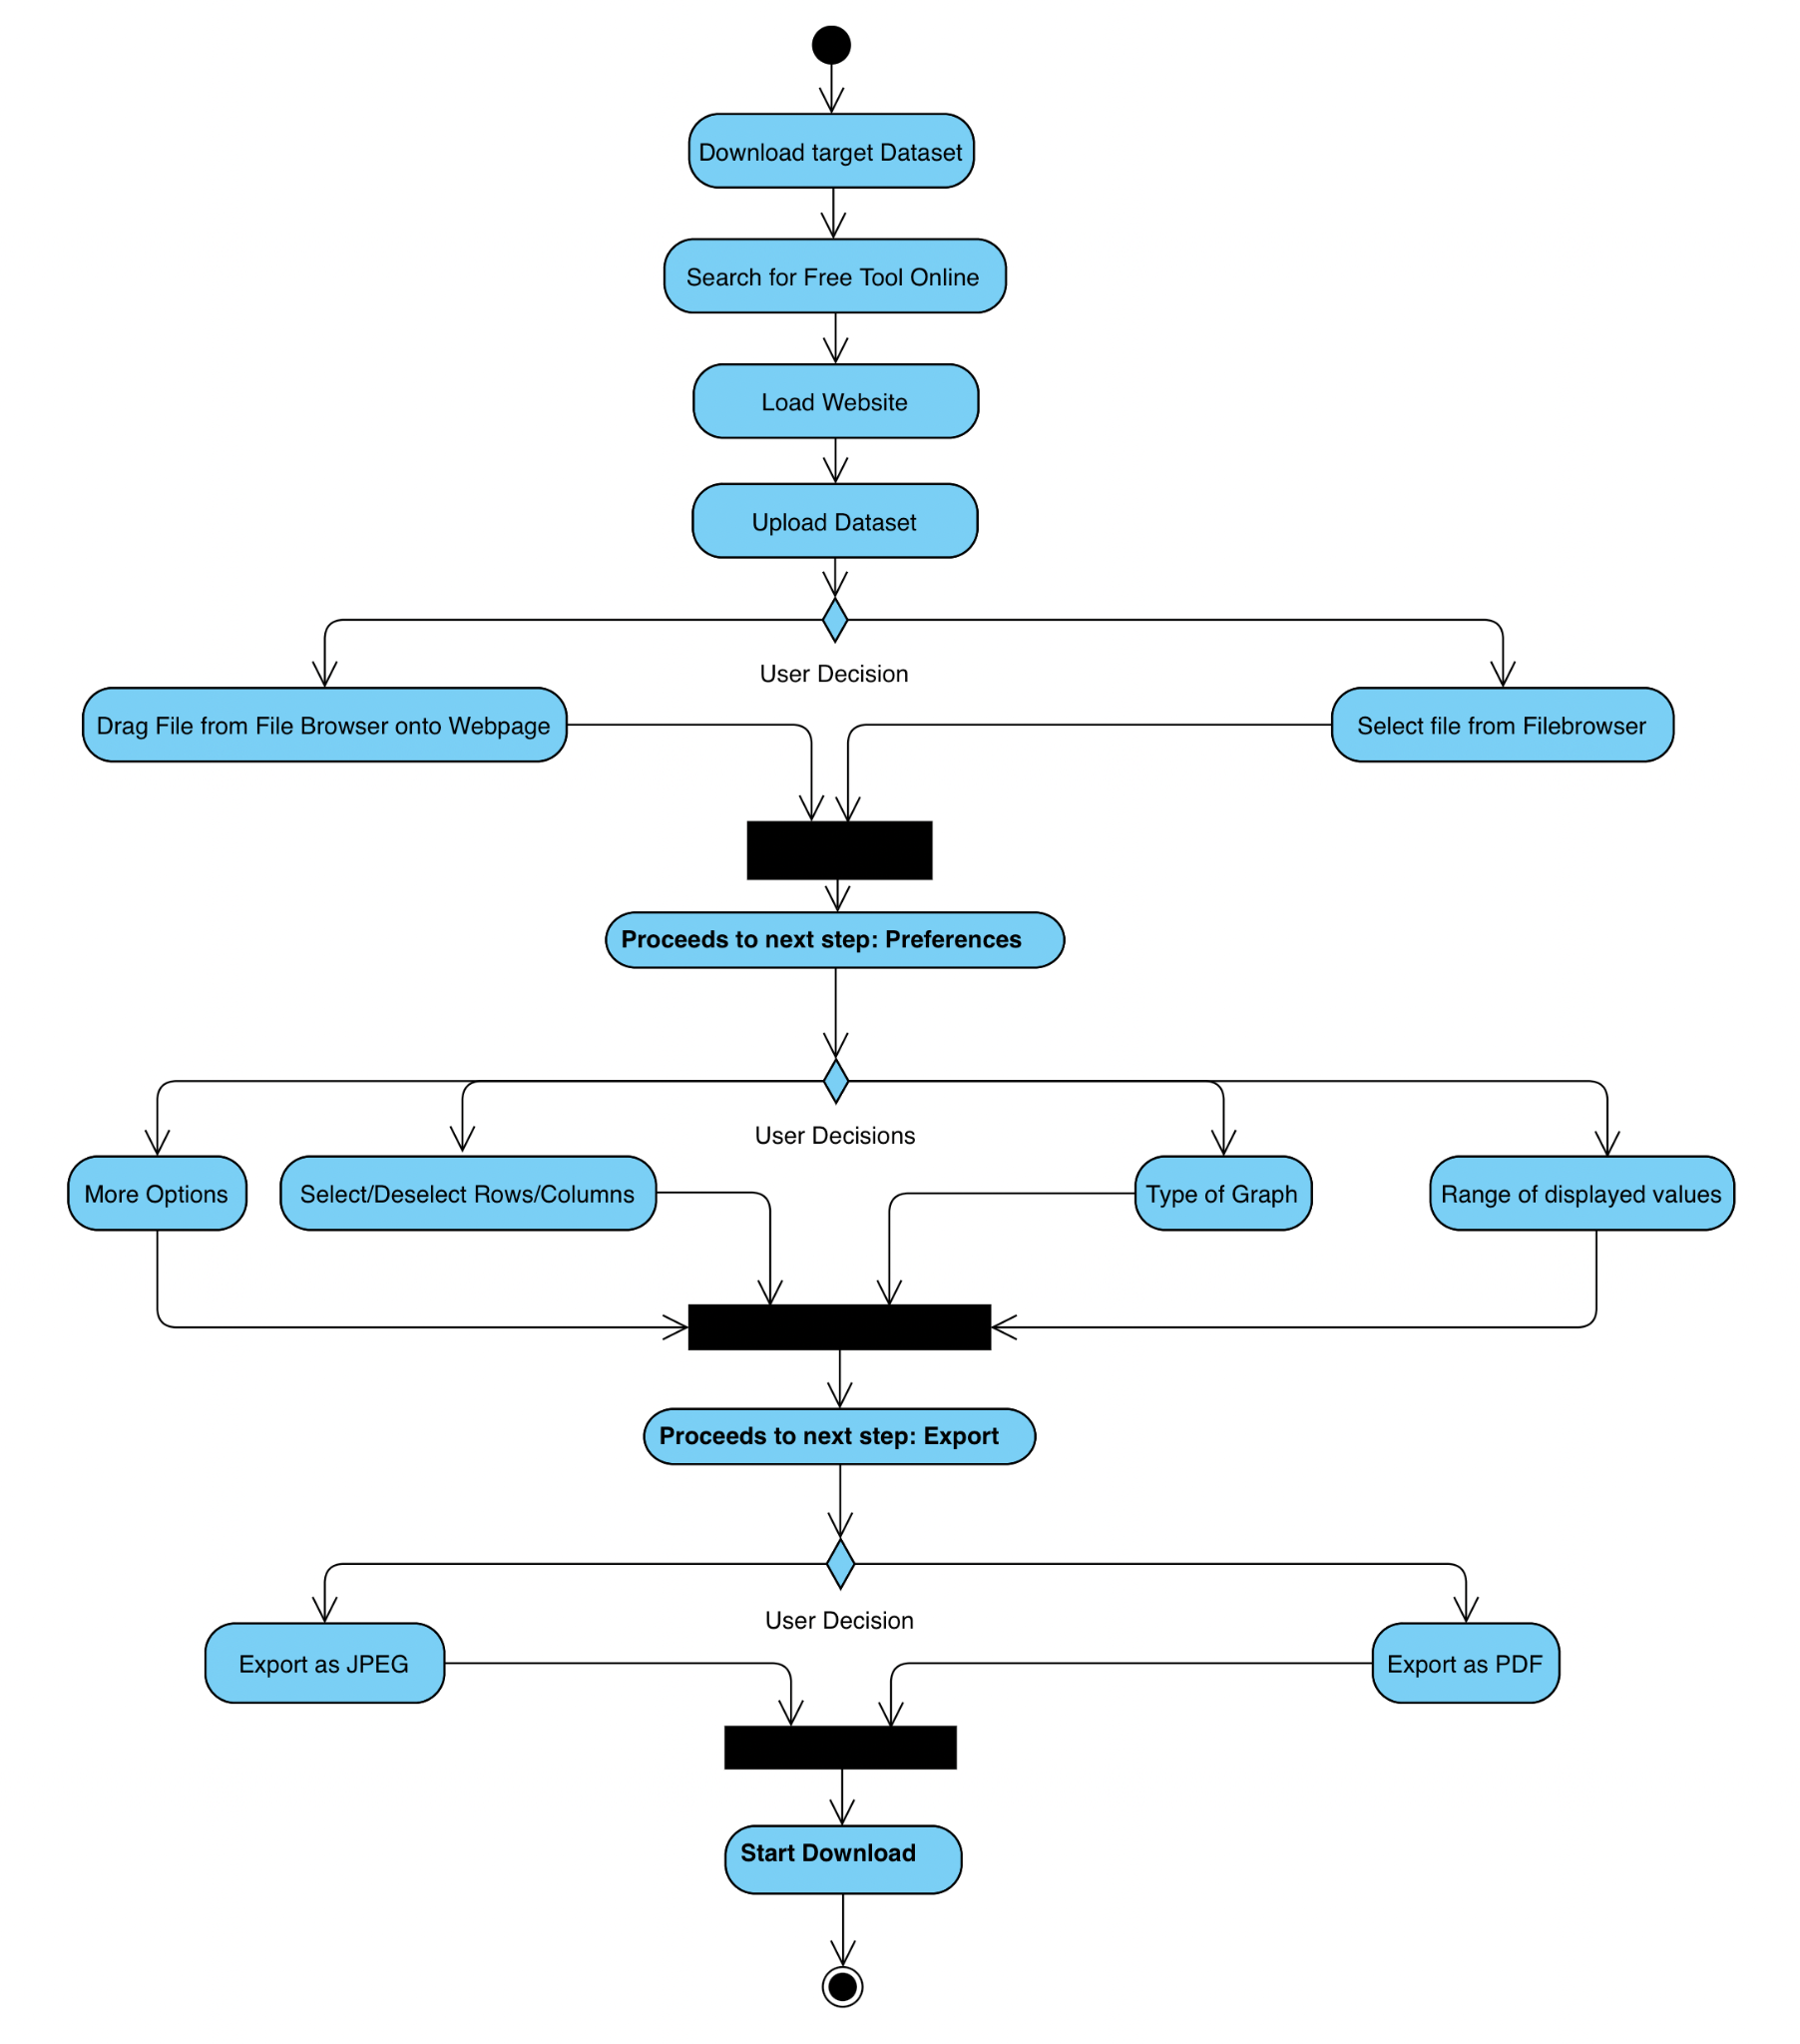 Download target Dataset
Search for Free Tool Online
Load Website
Upload Dataset
User Decision
Drag File from File Browser onto Webpage
Select file from Filebrowser
Proceeds to next step: Preferences
User Decisions
More Options
Select/Deselect Rows/Columns
Type of Graph
Range of displayed values
Proceeds to next step: Export
User Decision
Export as JPEG
Export as PDF
Start Download